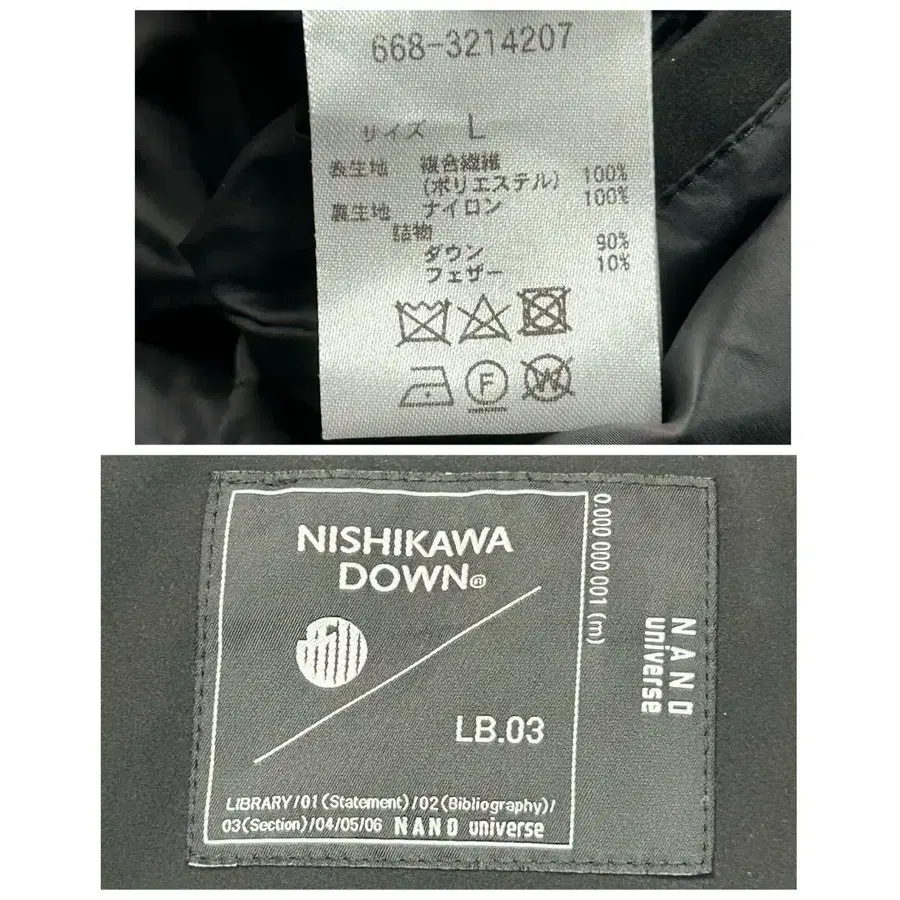 668-3214207
サイズ L
表生地 複合繊維
(ポリエステル) 100%
裏生地 ナイロン 100%
詰物
ダウン 90%
フェザー 10%
F
W
NISHIKAWA
DOWN®
LB.03
LIBRARY/01(Statement)/02(Bibliography)/
03(Section)/04/05/06 NANO universe
0.000 000 001 (m)
NANO
universe